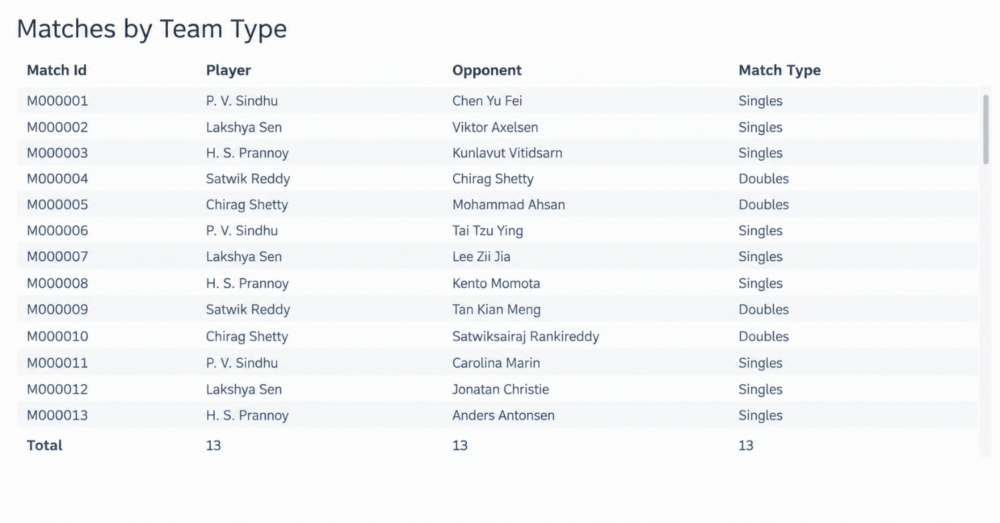 Matches by Team Type
Match Id Player Opponent Match Type
M000001 P. V. Sindhu Chen Yu Fei Singles
M000002 Lakshya Sen Viktor Axelsen Singles
M000003 H. S. Prannoy Kunlavut Vitidsarn Singles
M000004 Satwik Reddy Chirag Shetty Doubles
M000005 Chirag Shetty Mohammad Ahsan Doubles
M000006 P. V. Sindhu Tai Tzu Ying Singles
M000007 Lakshya Sen Lee Zii Jia Singles
M000008 H. S. Prannoy Kento Momota Singles
M000009 Satwik Reddy Tan Kian Meng Doubles
M000010 Chirag Shetty Satwiksairaj Rankireddy Doubles
M000011 P. V. Sindhu Carolina Marin Singles
M000012 Lakshya Sen Jonatan Christie Singles
M000013 H. S. Prannoy Anders Antonsen Singles
Total 13 13 13